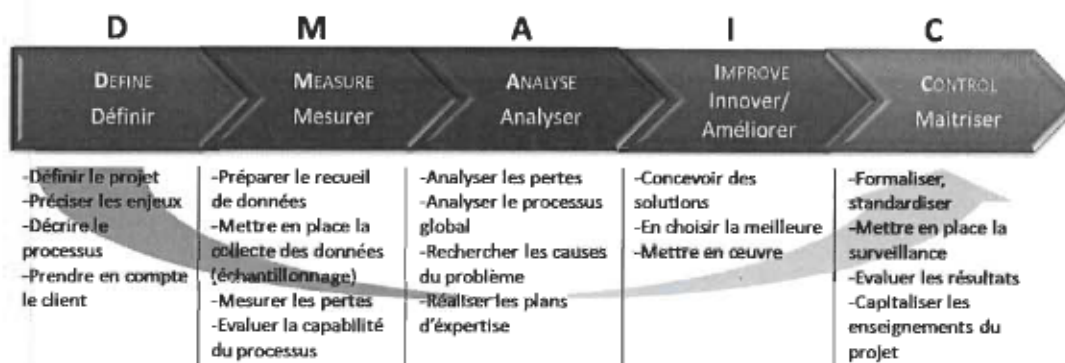 D
M
A
I
C
DEFINE
Définir
MEASURE
Mesurer
ANALYSE
Analyser
IMPROVE
Innover/
Améliorer
CONTROL
Maitriser
-Définir le projet
-Préciser les enjeux
-Décrire le
processus
-Prendre en compte
le client
-Préparer le recueil
de données
-Mettre en place la
collecte des données
(échantillonnage)
-Mesurer les pertes
-Evaluer la capabilité
du processus
-Analyser les pertes
-Analyser le processus
global
-Rechercher les causes
du problème
-Réaliser les plans
d'éxpertise
-Concevoir des
solutions
-En choisir la meilleure
-Mettre en œuvre
-Formaliser,
standardiser
-Mettre en place la
surveillance
-Evaluer les résultats
-Capitaliser les
enseignements du
projet